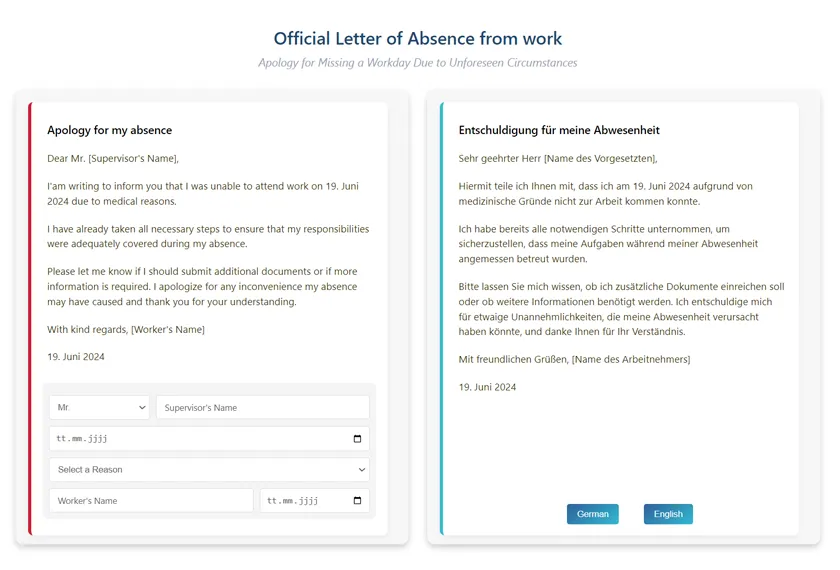 Official Letter of Absence from work
Apology for Missing a Workday Due to Unforeseen Circumstances
Apology for my absence
Dear Mr. [Supervisor's Name],
I'am writing to inform you that I was unable to attend work on 19. Juni
2024 due to medical reasons.
I have already taken all necessary steps to ensure that my responsibilities
were adequately covered during my absence.
Please let me know if I should submit additional documents or if more
information is required. I apologize for any inconvenience my absence
may have caused and thank you for your understanding.
With kind regards, [Worker's Name]
19. Juni 2024
Mr.
Supervisor's Name
tt.mm.jjjj
Select a Reason
Worker's Name
tt.mm.jjjj
Entschuldigung für meine Abwesenheit
Sehr geehrter Herr [Name des Vorgesetzten],
Hiermit teile ich Ihnen mit, dass ich am 19. Juni 2024 aufgrund von
medizinische Gründe nicht zur Arbeit kommen konnte.
Ich habe bereits alle notwendigen Schritte unternommen, um
sicherzustellen, dass meine Aufgaben während meiner Abwesenheit
angemessen betreut wurden.
Bitte lassen Sie mich wissen, ob ich zusätzliche Dokumente einreichen soll
oder ob weitere Informationen benötigt werden. Ich entschuldige mich
für etwaige Unannehmlichkeiten, die meine Abwesenheit verursacht
haben könnte, und danke Ihnen für Ihr Verständnis.
Mit freundlichen Grüßen, [Name des Arbeitnehmers]
19. Juni 2024
German
English